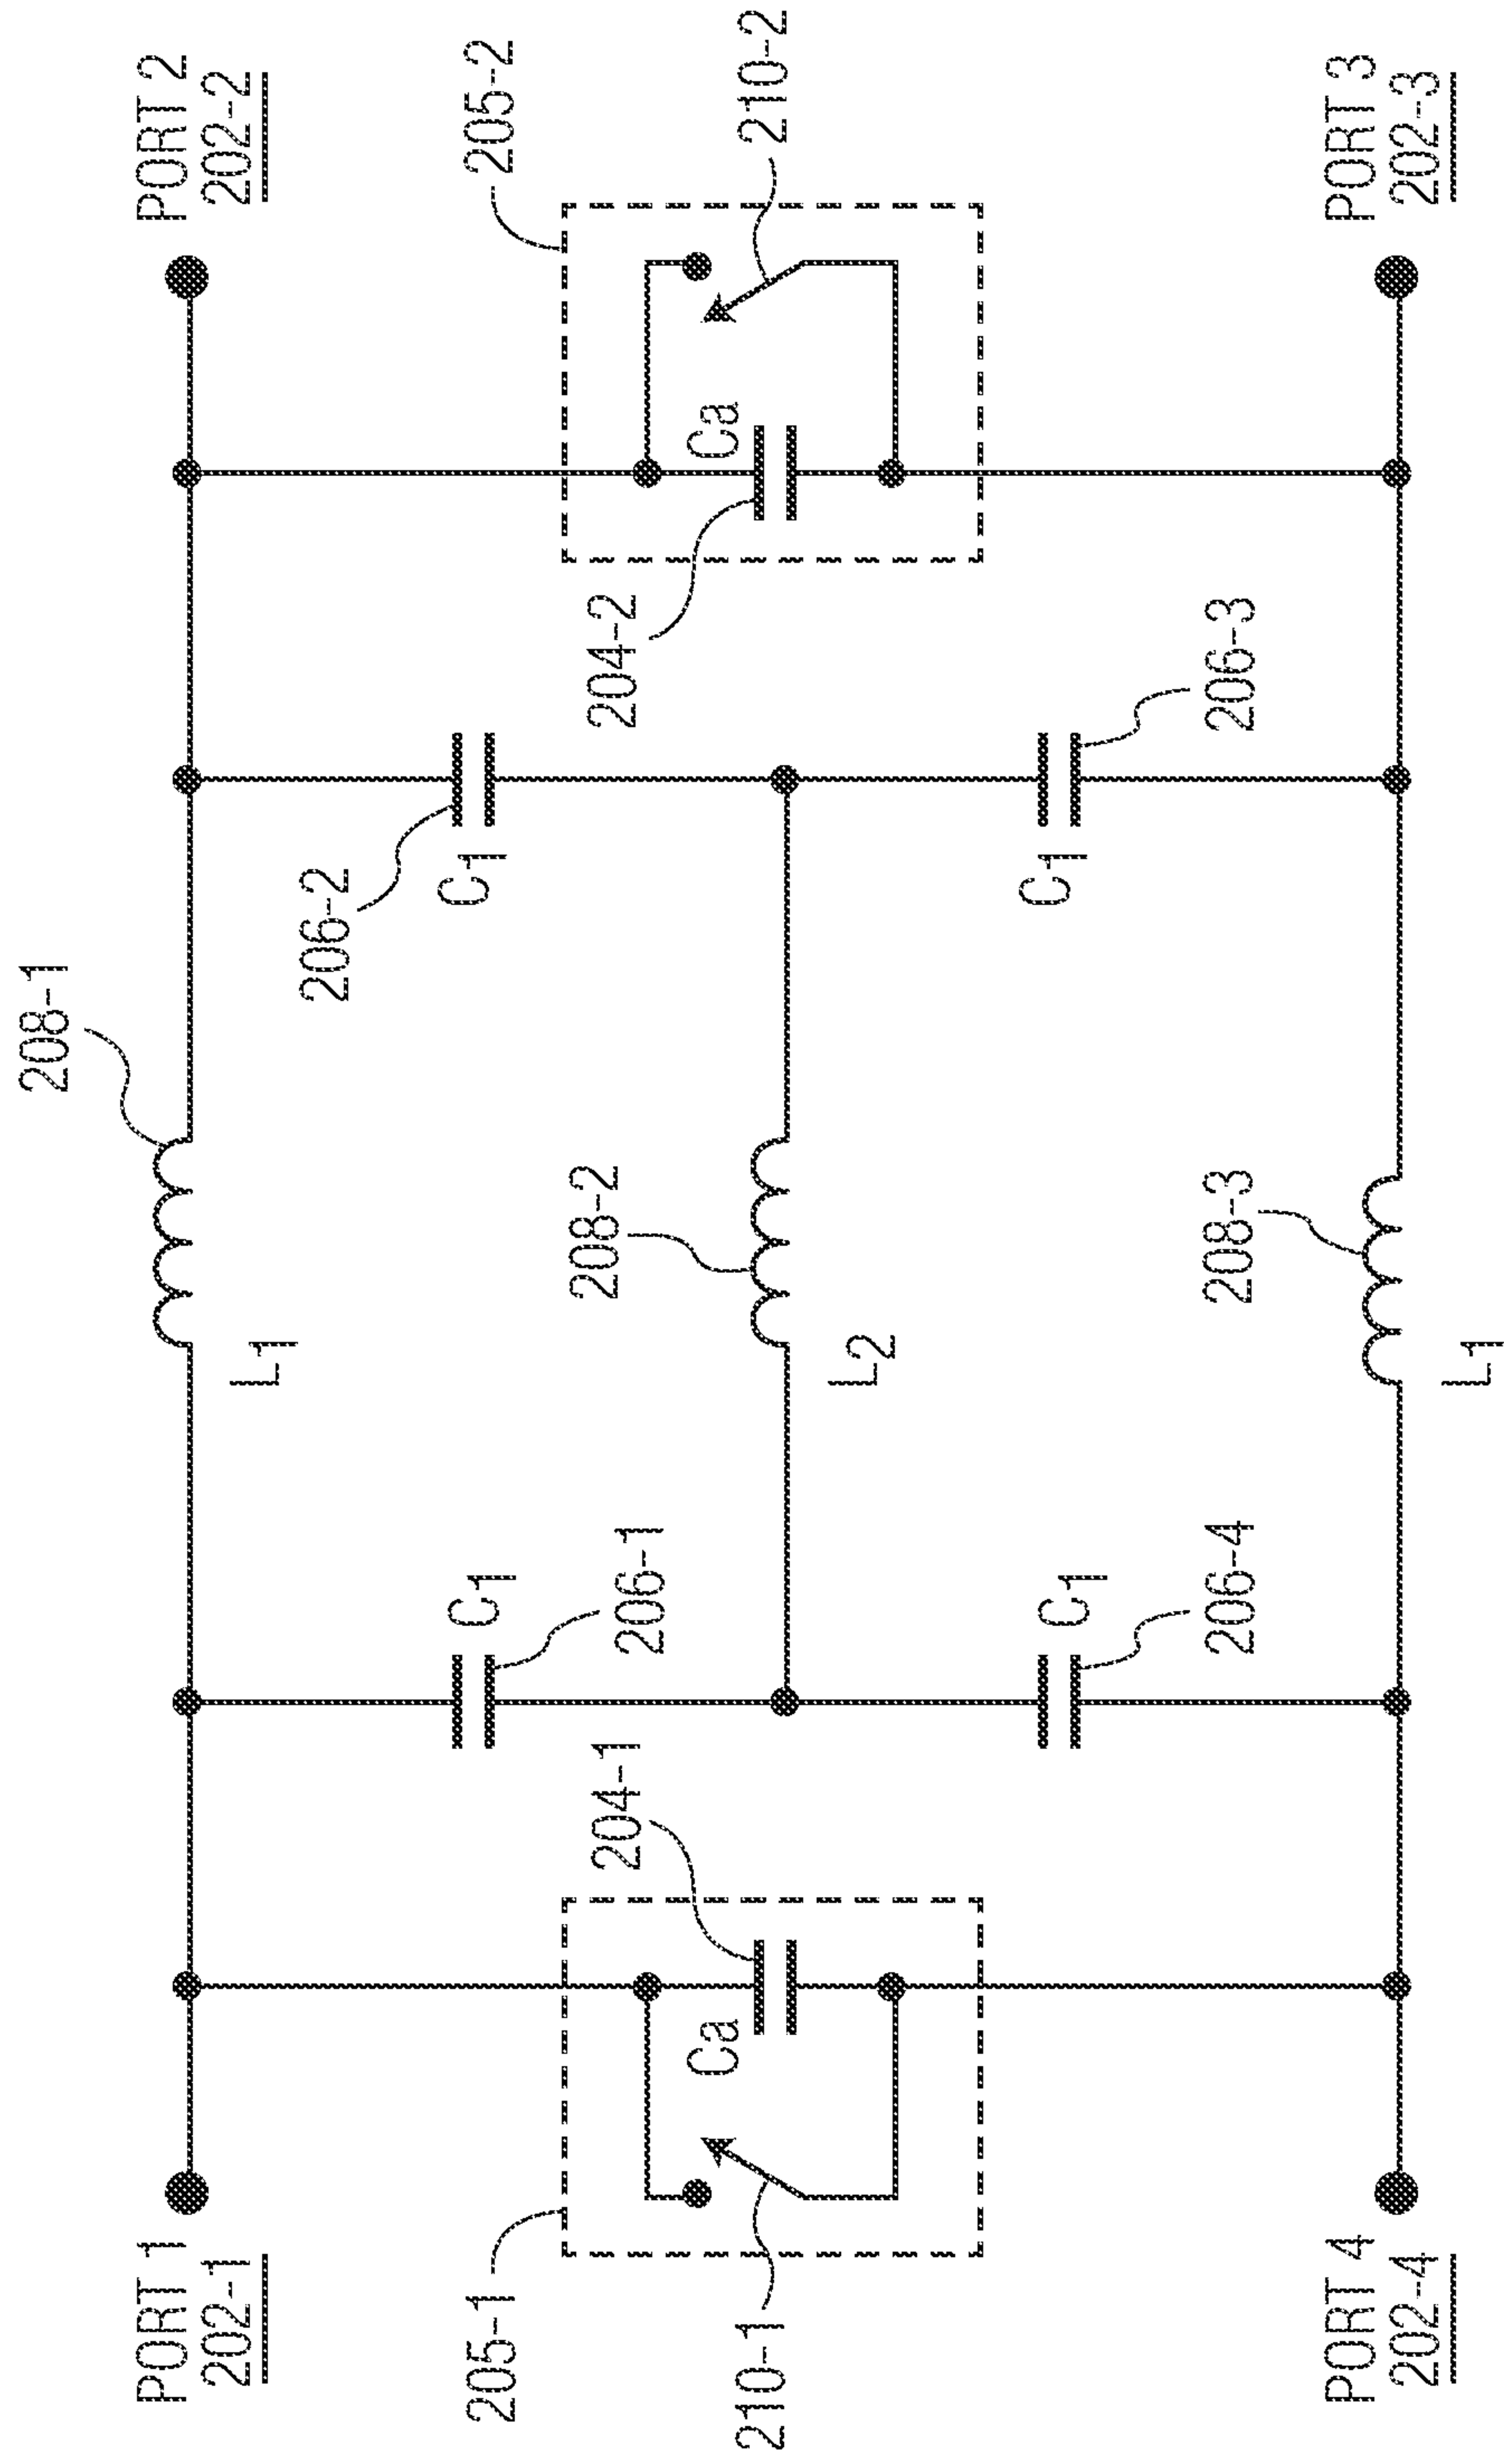 208-1
PORT 1
202-1
PORT 2
202-2
L1
206-2
205-1
C1
C1
205-2
204-1
206-1
208-2
204-2
Ca
Ca
210-1
210-2
L2
C1
C1
206-4
208-3
206-3
PORT 4
202-4
PORT 3
202-3
L1